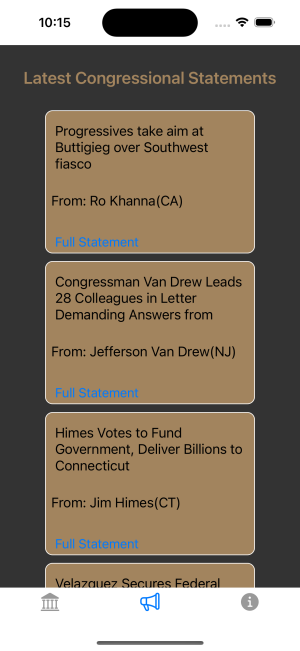 10:15
Latest Congressional Statements
Progressives take aim at
Buttigieg over Southwest
fiasco
From: Ro Khanna(CA)
Full Statement
Congressman Van Drew Leads
28 Colleagues in Letter
Demanding Answers from
From: Jefferson Van Drew(NJ)
Full Statement
Himes Votes to Fund
Government, Deliver Billions to
Connecticut
From: Jim Himes(CT)
Full Statement
Velazquez Secures Federal